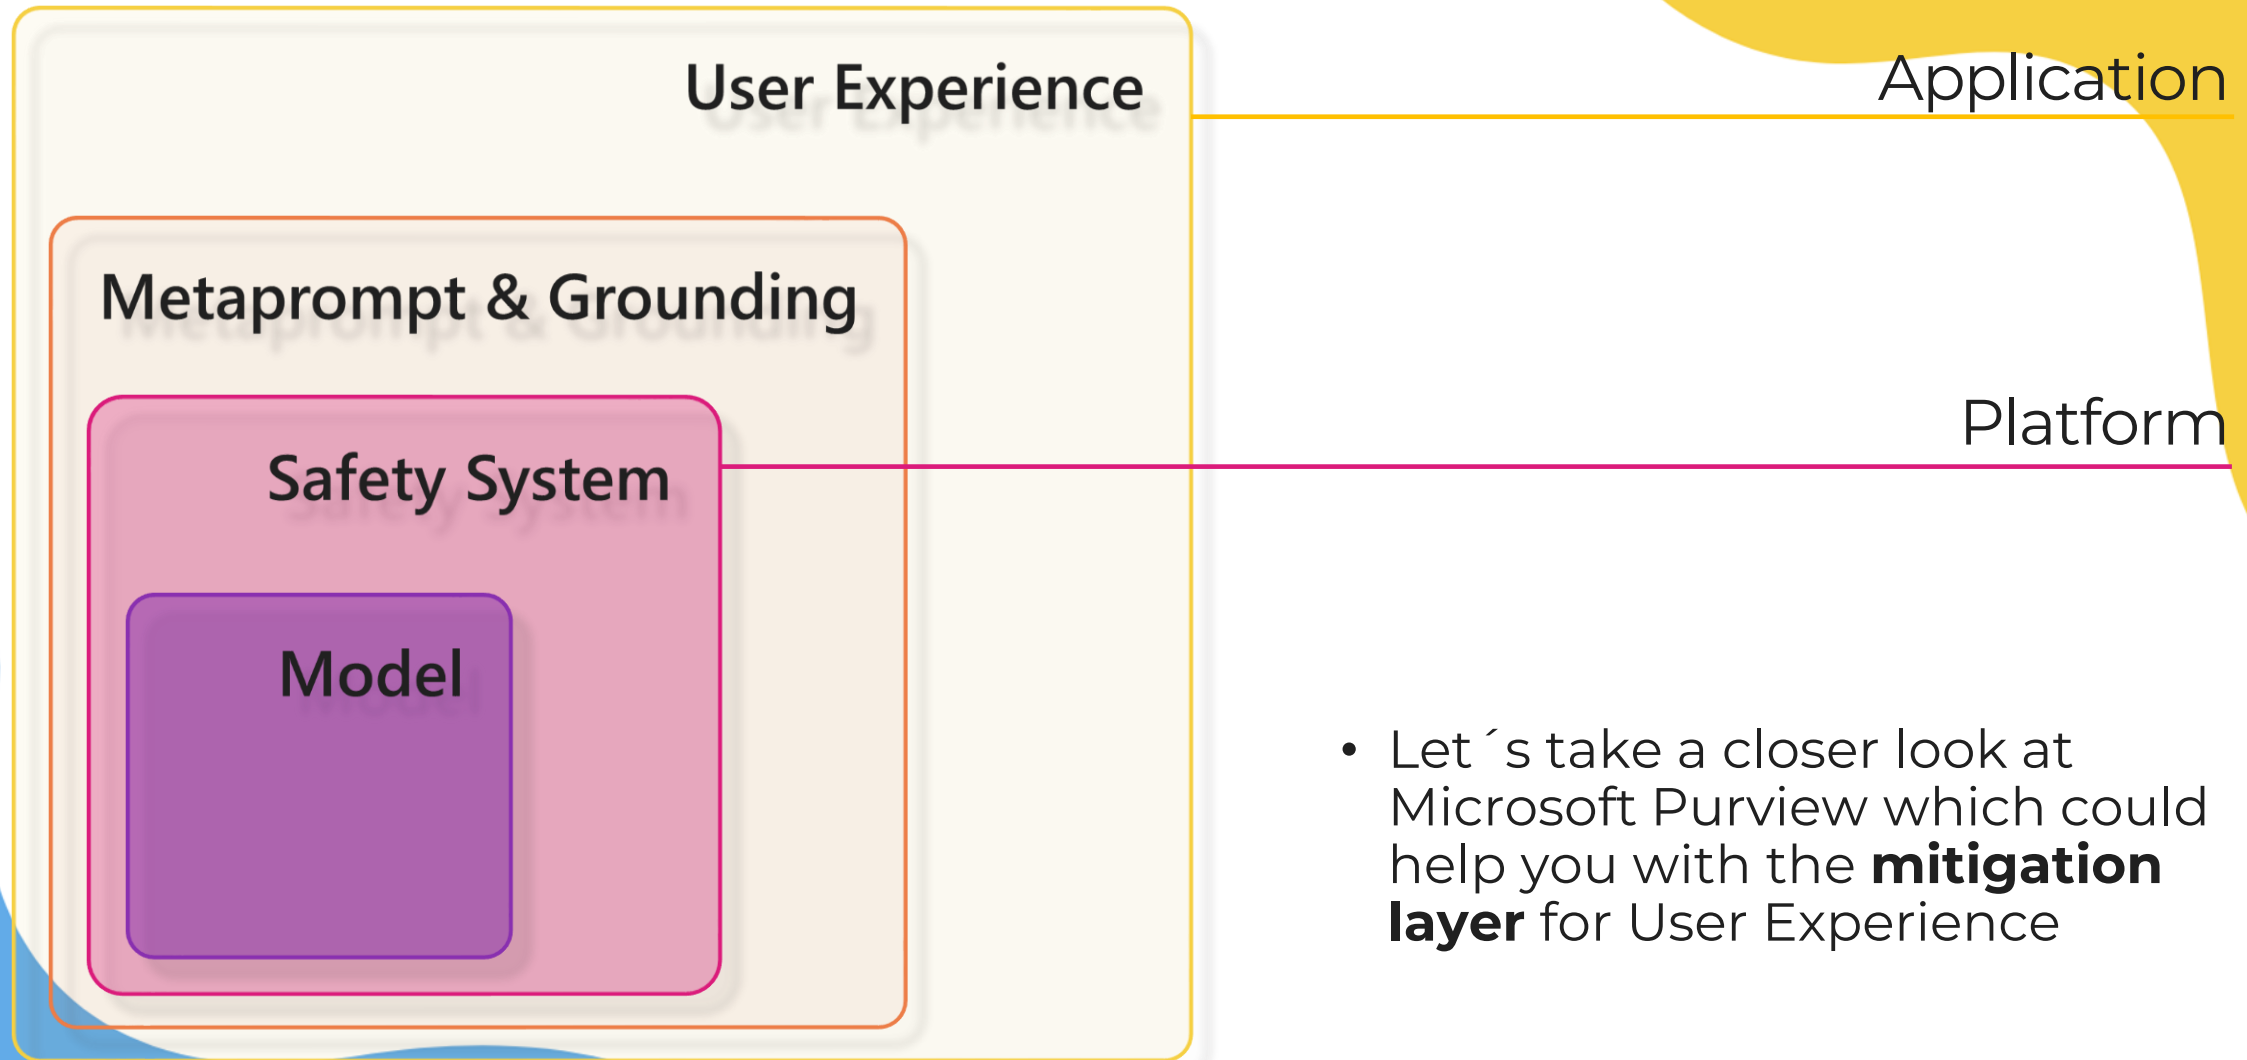 User Experience
Application
Metaprompt & Grounding
Platform
Safety System
Model
• Let´s take a closer look at
Microsoft Purview which could
help you with the mitigation
layer for User Experience